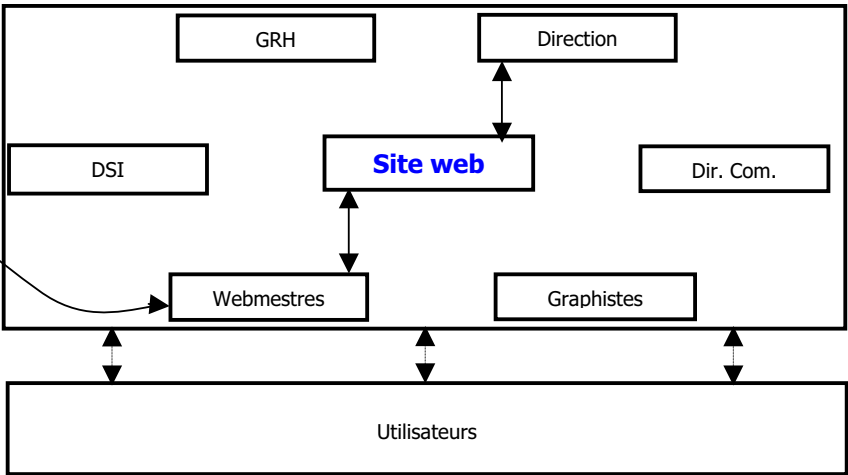 GRH
Direction
DSI
Site web
Dir. Com.
Webmestres
Graphistes
Utilisateurs